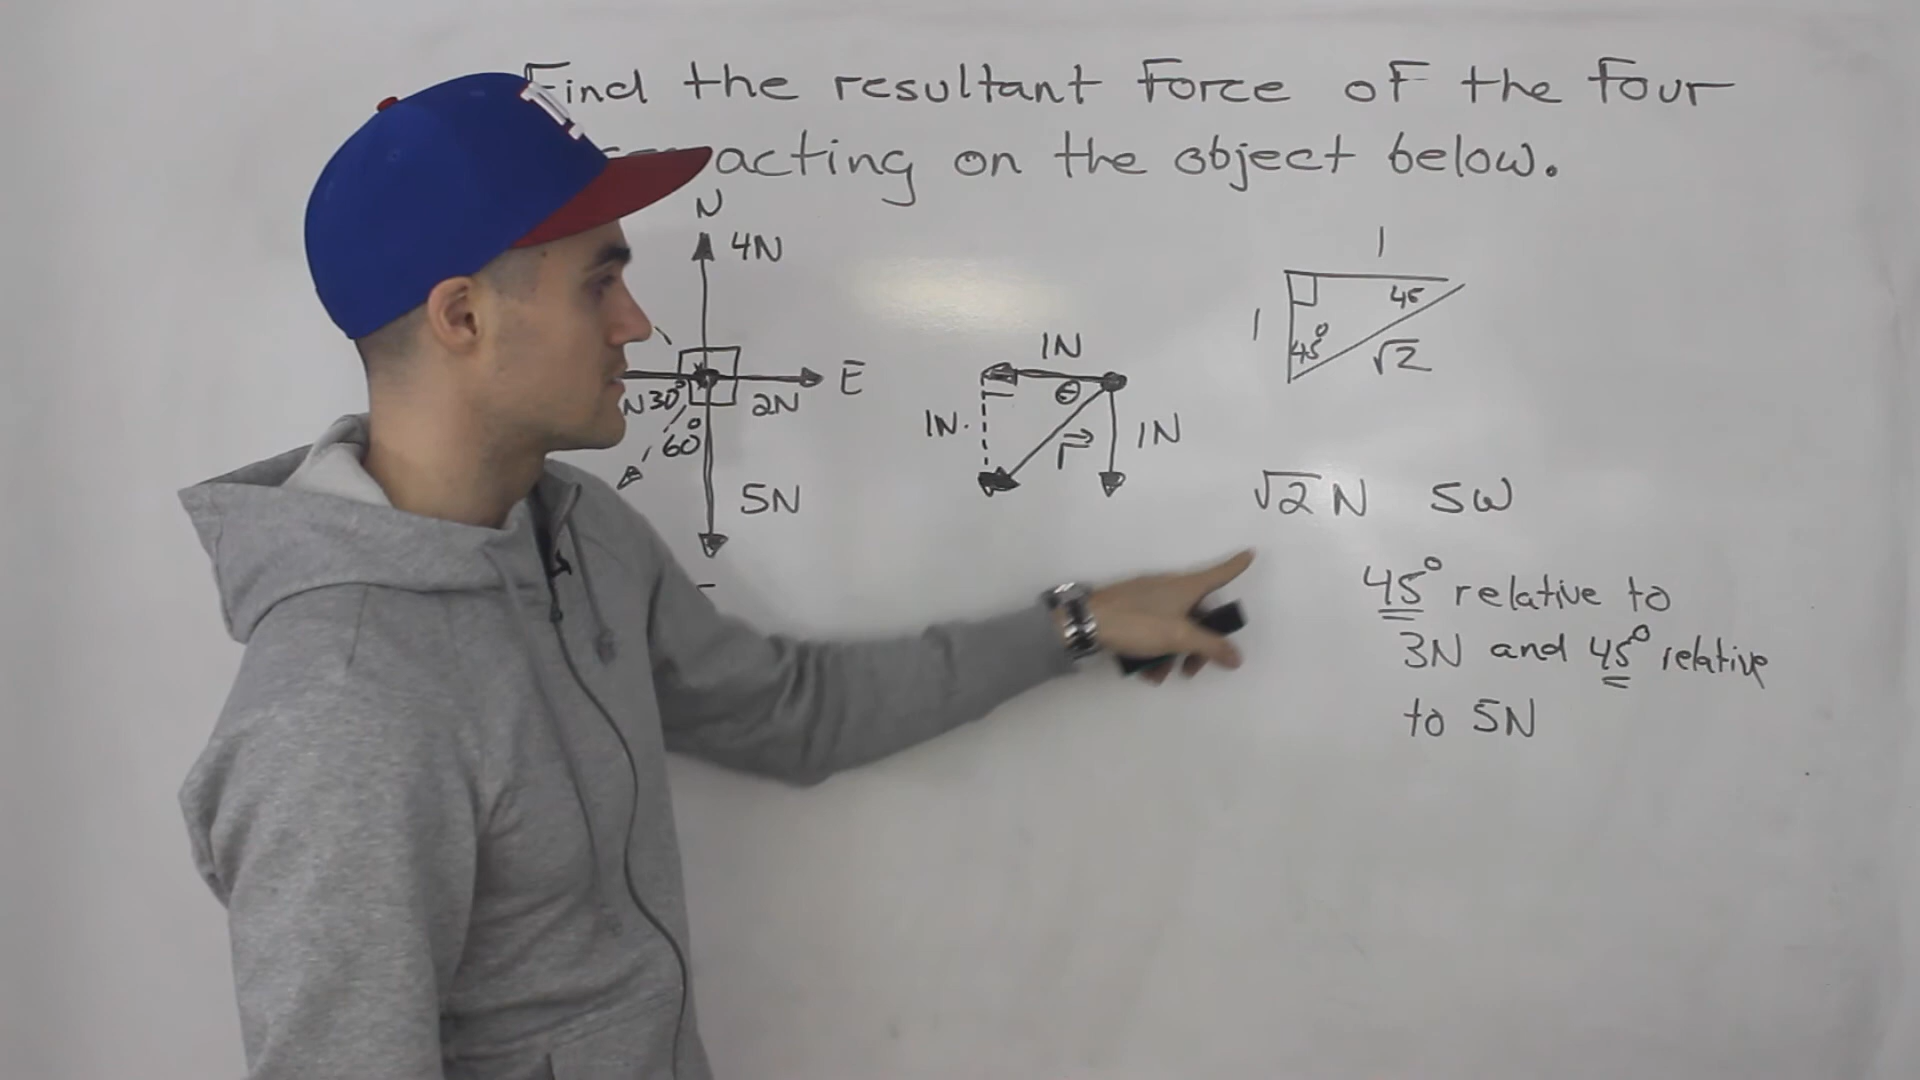 Find the resultant force of the four
acting on the object below.
N
4N
1
1
45
45°
√2
E
2N
N 30°
60°
5N
1N
θ
1N.
r
1N
√2 N SW
45° relative to
3N and 45° relative
to 5N